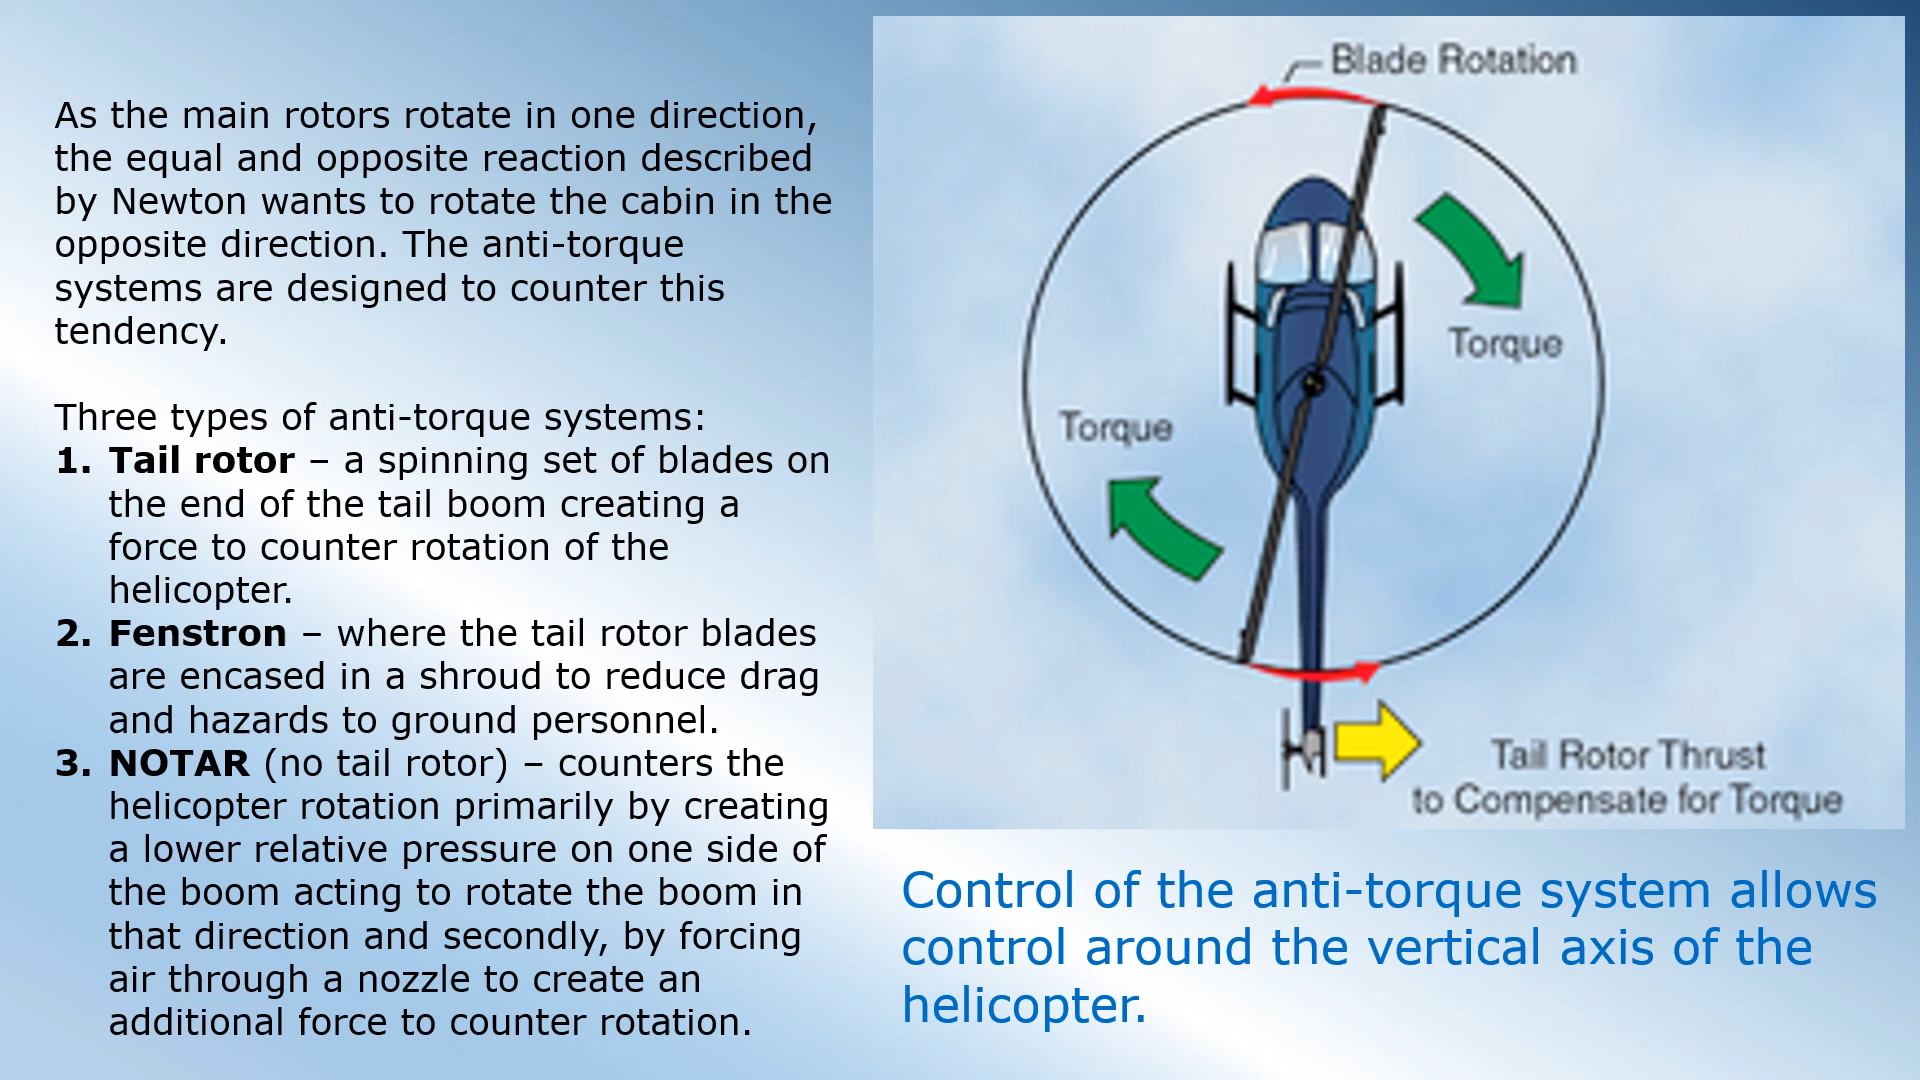 As the main rotors rotate in one direction,
the equal and opposite reaction described
by Newton wants to rotate the cabin in the
opposite direction. The anti-torque
systems are designed to counter this
tendency.
Three types of anti-torque systems:
1. Tail rotor – a spinning set of blades on
the end of the tail boom creating a
force to counter rotation of the
helicopter.
2. Fenstron – where the tail rotor blades
are encased in a shroud to reduce drag
and hazards to ground personnel.
3. NOTAR (no tail rotor) – counters the
helicopter rotation primarily by creating
a lower relative pressure on one side of
the boom acting to rotate the boom in
that direction and secondly, by forcing
air through a nozzle to create an
additional force to counter rotation.
Blade Rotation
Torque
Torque
Tail Rotor Thrust
to Compensate for Torque
Control of the anti-torque system allows
control around the vertical axis of the
helicopter.